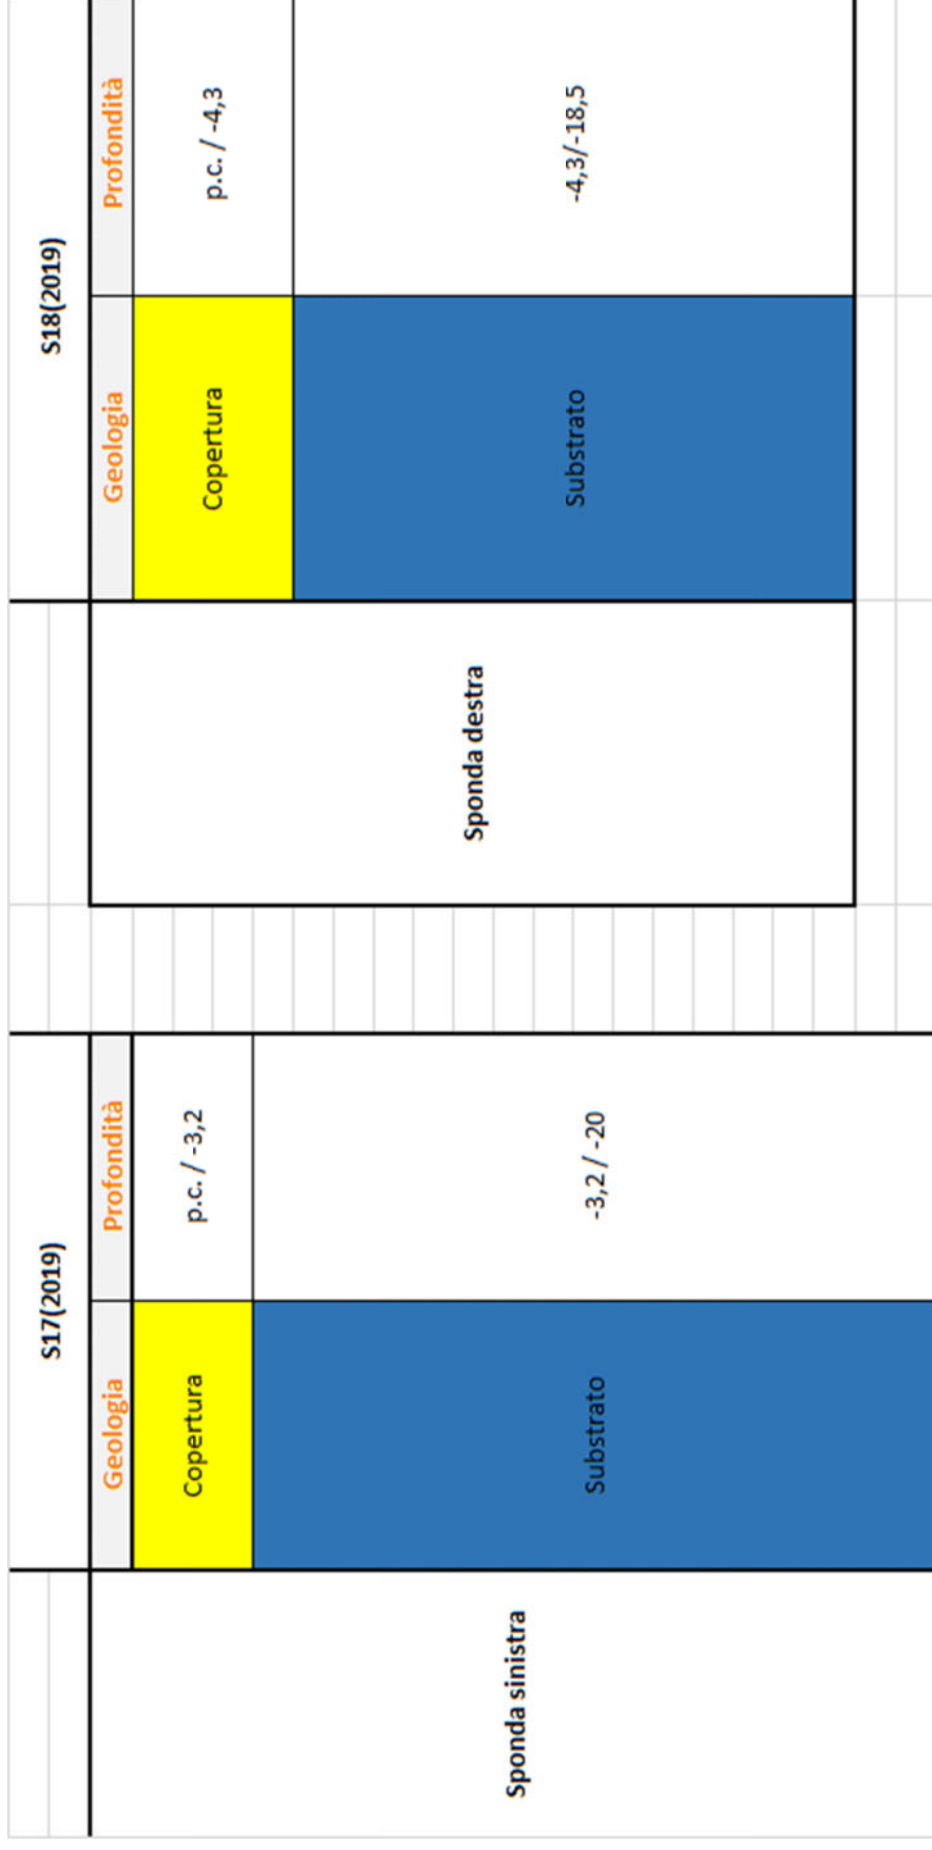 S17(2019)
Geologia Profondità
Sponda sinistra
Copertura p.c. / -3,2
Substrato -3,2 / -20
S18(2019)
Geologia Profondità
Sponda destra
Copertura p.c. / -4,3
Substrato -4,3/-18,5